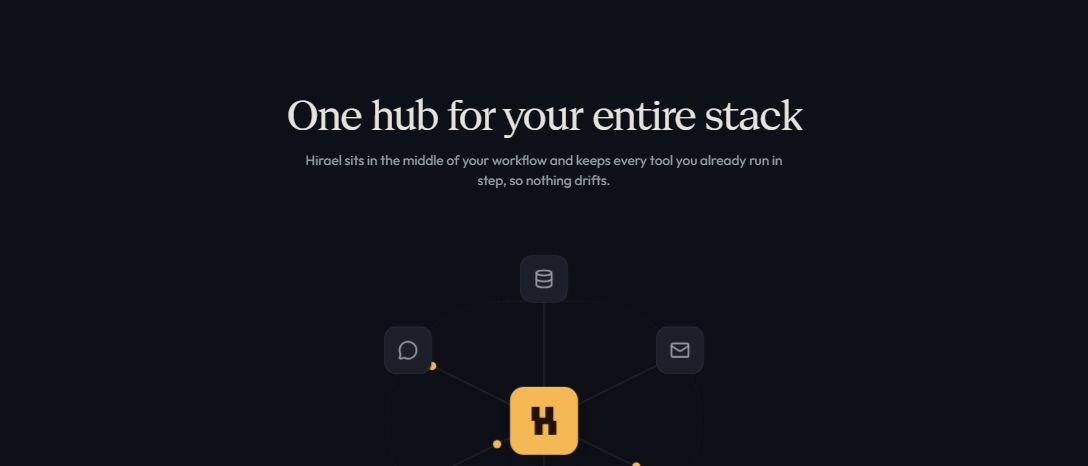 One hub for your entire stack
Hirael sits in the middle of your workflow and keeps every tool you already run in
step, so nothing drifts.